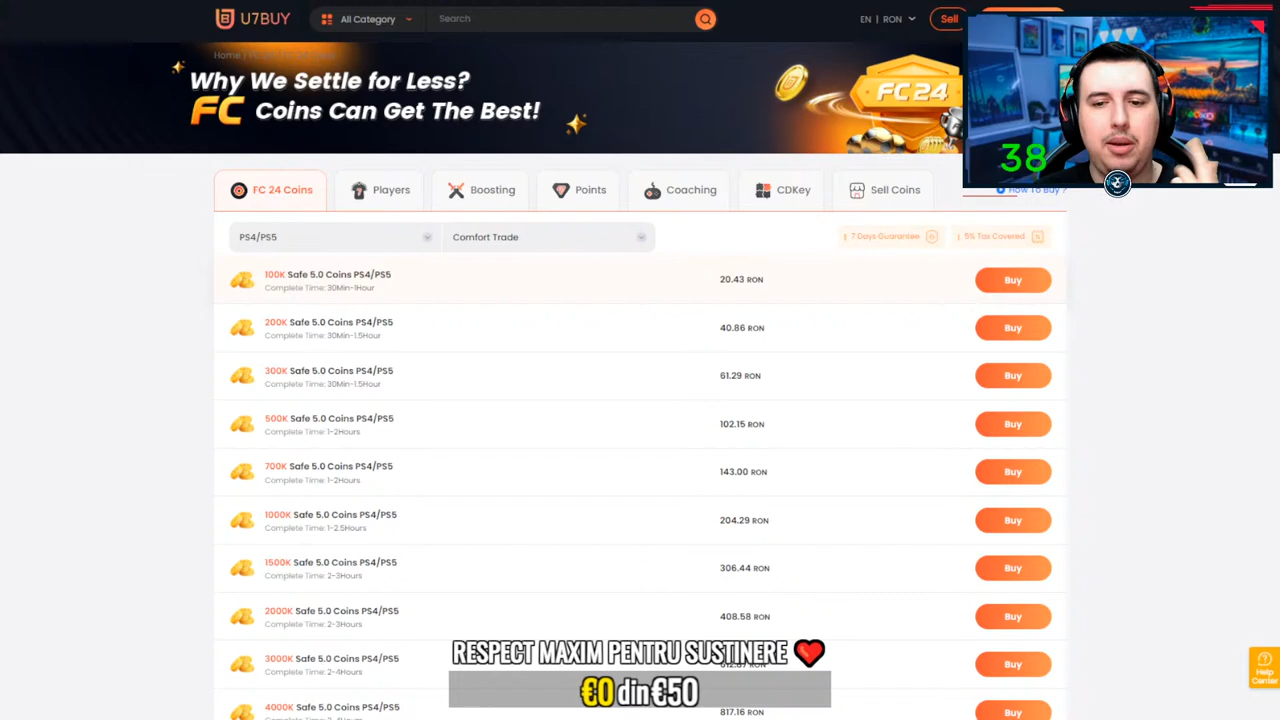 U7BUY
All Category
Search
EN | RON
Sell
Home
Why We Settle for Less?
FC Coins Can Get The Best!
FC 24
38
FC 24 Coins
Players
Boosting
Points
Coaching
CDKey
Sell Coins
How To Buy ?
PS4/PS5
Comfort Trade
7 Days Guarantee
5% Tax Covered
100K Safe 5.0 Coins PS4/PS5
Complete Time: 30Min-1Hour
20.43 RON
Buy
200K Safe 5.0 Coins PS4/PS5
Complete Time: 30Min-1.5Hour
40.86 RON
Buy
300K Safe 5.0 Coins PS4/PS5
Complete Time: 30Min-1.5Hour
61.29 RON
Buy
500K Safe 5.0 Coins PS4/PS5
Complete Time: 1-2Hours
102.15 RON
Buy
700K Safe 5.0 Coins PS4/PS5
Complete Time: 1-2Hours
143.00 RON
Buy
1000K Safe 5.0 Coins PS4/PS5
Complete Time: 1-2.5Hours
204.29 RON
Buy
1500K Safe 5.0 Coins PS4/PS5
Complete Time: 2-3Hours
306.44 RON
Buy
2000K Safe 5.0 Coins PS4/PS5
Complete Time: 2-3Hours
408.58 RON
Buy
RESPECT MAXIM PENTRU SUSTINERE
3000K Safe 5.0 Coins PS4/PS5
Complete Time: 2-4Hours
Buy
€0 din €50
4000K Safe 5.0 Coins PS4/PS5
817.16 RON
Buy
Help
Center